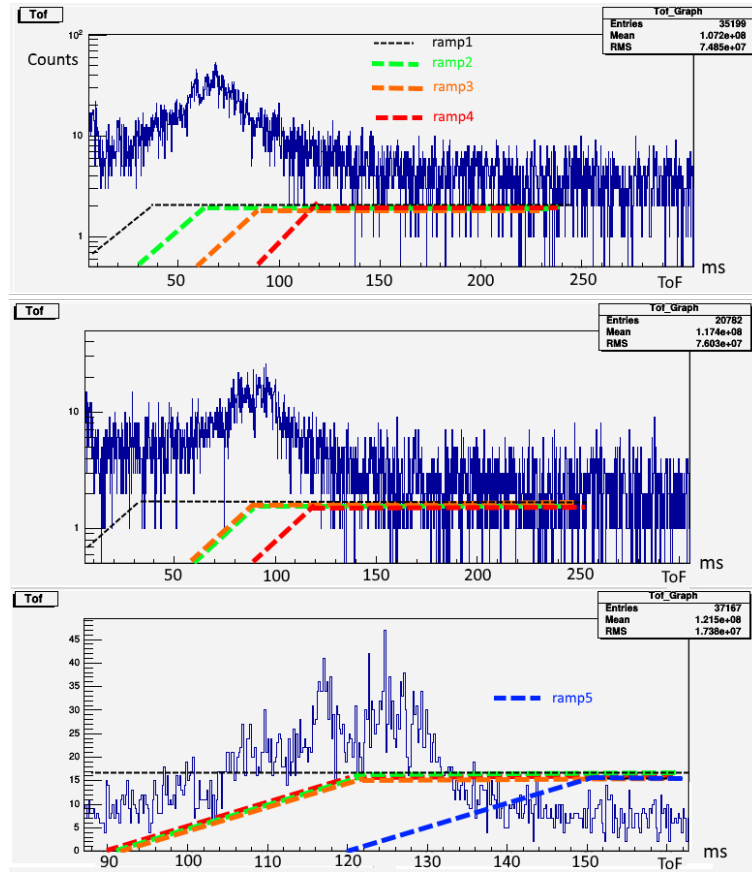 Tof
Tof_Graph
Entries 35199
Mean 1.072e+08
RMS 7.485e+07
Counts
10²
10
1
ramp1
ramp2
ramp3
ramp4
50 100 150 200 250
ToF ms
Tof
Tof_Graph
Entries 20782
Mean 1.174e+08
RMS 7.603e+07
10
1
50 100 150 200 250
ToF ms
Tof
Tof_Graph
Entries 37167
Mean 1.215e+08
RMS 1.738e+07
45
40
35
30
25
20
15
10
5
0
ramp5
90 100 110 120 130 140 150
ToF ms